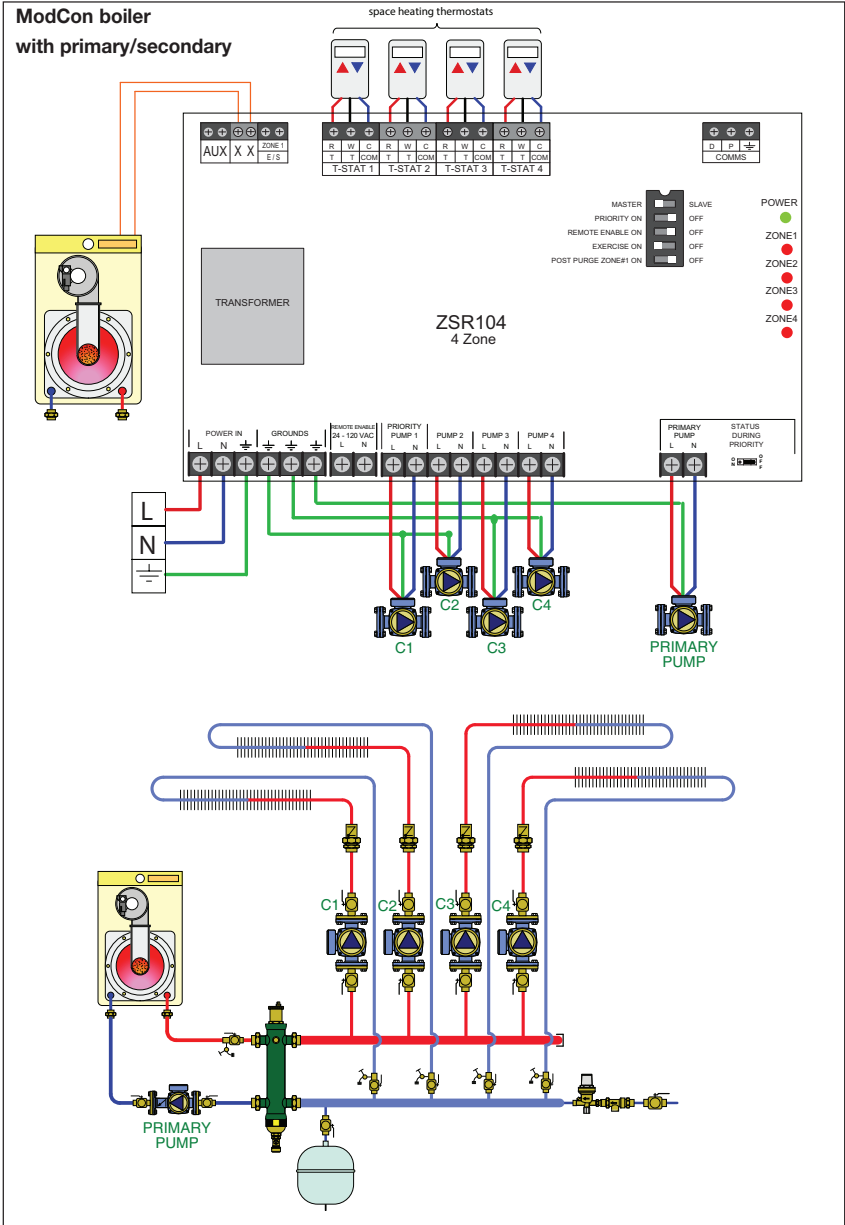 ModCon boiler
with primary/secondary
space heating thermostats
AUX X X ZONE 1
E / S
R W C R W C R W C R W C
T T COM T T COM T T COM T T COM
T-STAT 1 T-STAT 2 T-STAT 3 T-STAT 4
D P
COMMS
MASTER SLAVE
PRIORITY ON OFF
REMOTE ENABLE ON OFF
EXERCISE ON OFF
POST PURGE ZONE#1 ON OFF
POWER
ZONE1
ZONE2
ZONE3
ZONE4
TRANSFORMER
ZSR104
4 Zone
POWER IN
L N
GROUNDS
REMOTE ENABLE
24 - 120 VAC
L N
PRIORITY
PUMP 1
L N
PUMP 2
L N
PUMP 3
L N
PUMP 4
L N
PRIMARY
PUMP
L N
STATUS
DURING
PRIORITY
ON OFF
L
N
C1
C2
C3
C4
PRIMARY
PUMP
C1 C2 C3 C4
PRIMARY
PUMP